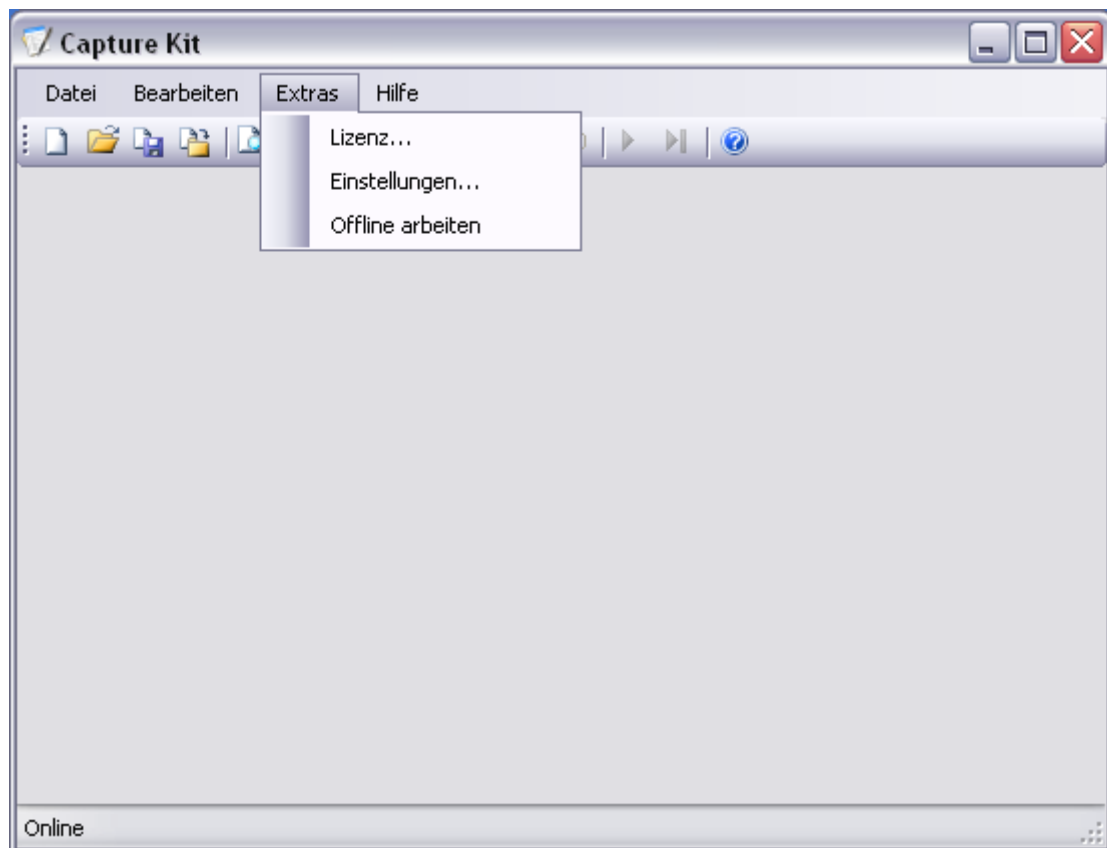 Capture Kit
Datei Bearbeiten Extras Hilfe
Lizenz...
Einstellungen...
Offline arbeiten
Online